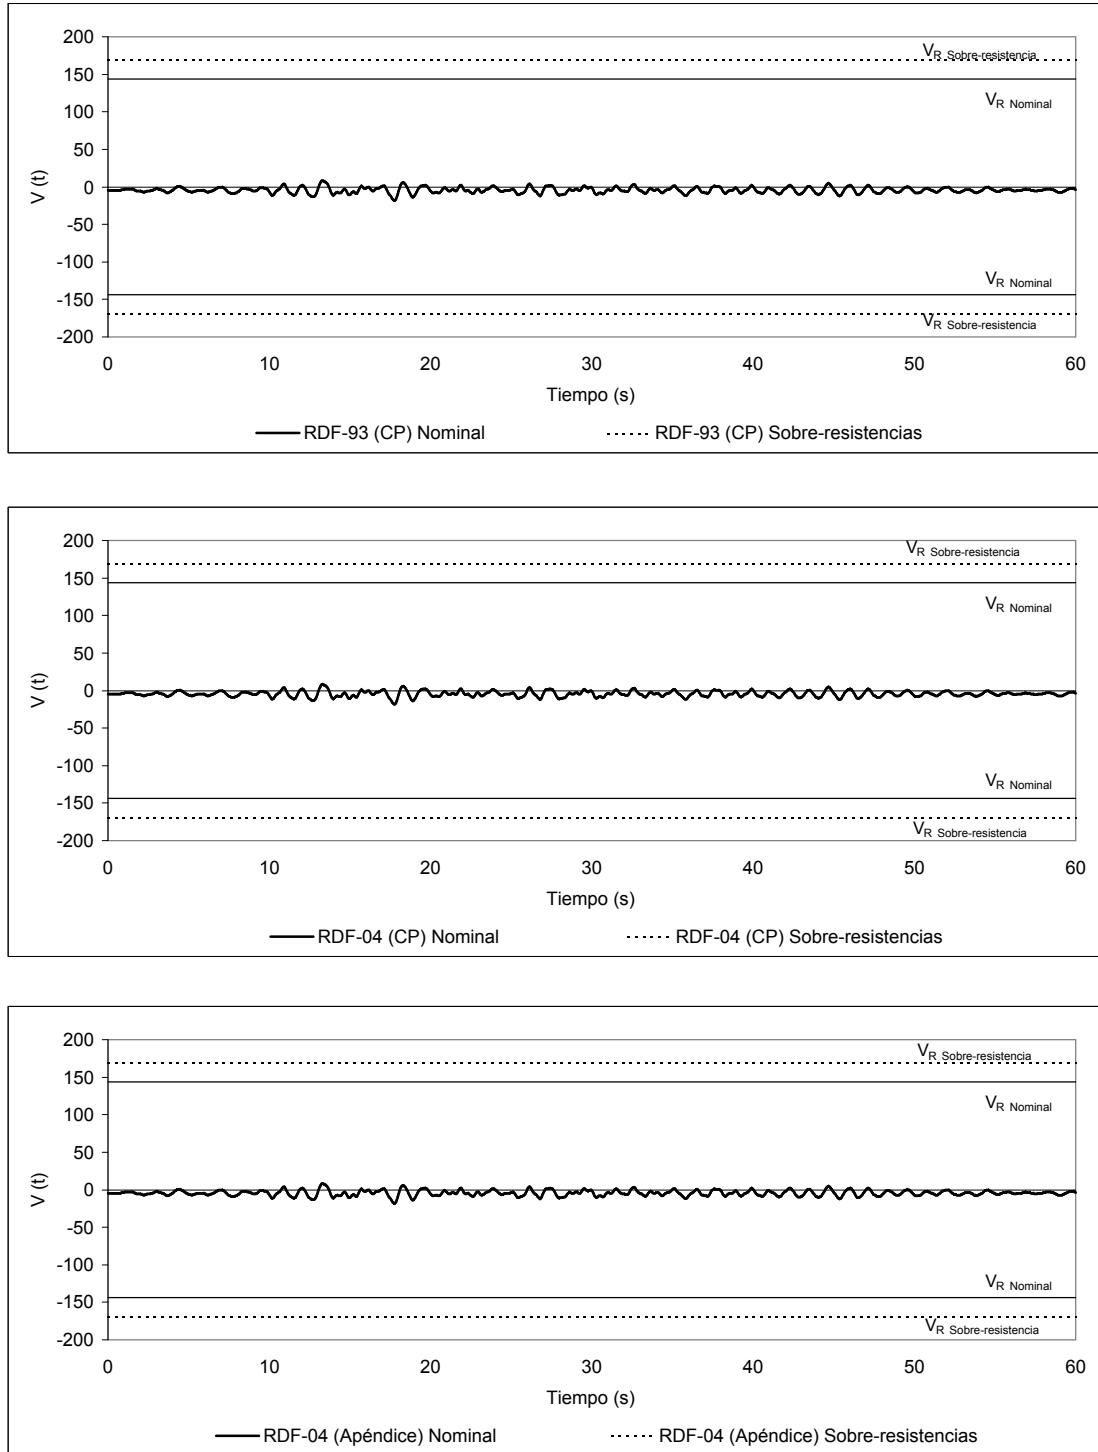 200
150
100
50
0
-50
-100
-150
-200
V (t)
V_R Sobre-resistencia
V_R Nominal
V_R Nominal
V_R Sobre-resistencia
0 10 20 30 40 50 60
Tiempo (s)
RDF-93 (CP) Nominal RDF-93 (CP) Sobre-resistencias
200
150
100
50
0
-50
-100
-150
-200
V (t)
V_R Sobre-resistencia
V_R Nominal
V_R Nominal
V_R Sobre-resistencia
0 10 20 30 40 50 60
Tiempo (s)
RDF-04 (CP) Nominal RDF-04 (CP) Sobre-resistencias
200
150
100
50
0
-50
-100
-150
-200
V (t)
V_R Sobre-resistencia
V_R Nominal
V_R Nominal
V_R Sobre-resistencia
0 10 20 30 40 50 60
Tiempo (s)
RDF-04 (Apéndice) Nominal RDF-04 (Apéndice) Sobre-resistencias